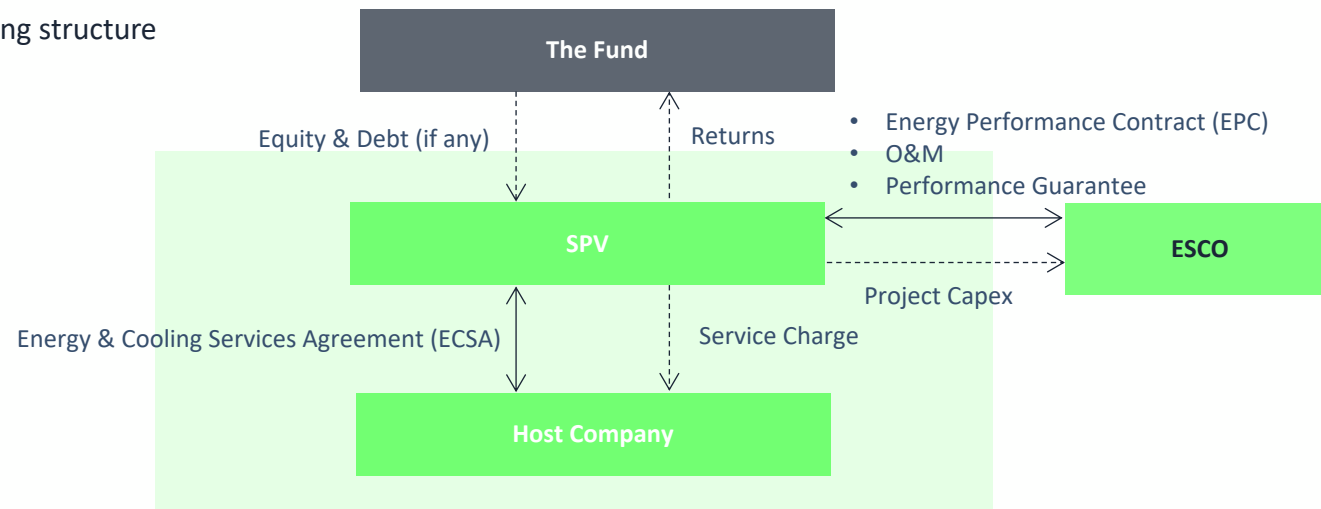 ng structure
The Fund
Equity & Debt (if any)
Returns
• Energy Performance Contract (EPC)
• O&M
• Performance Guarantee
SPV
ESCO
Project Capex
Energy & Cooling Services Agreement (ECSA)
Service Charge
Host Company